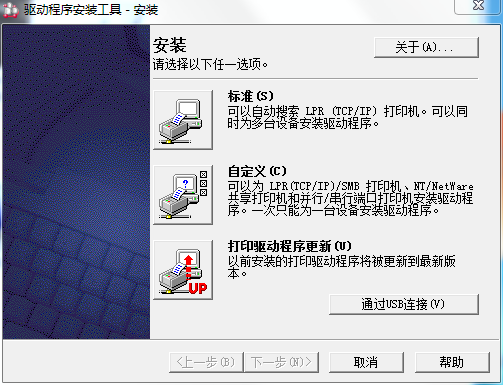 驱动程序安装工具 - 安装
安装
关于(A)...
请选择以下任一选项。
标准(S)
可以自动搜索 LPR (TCP/IP) 打印机。可以同
时为多台设备安装驱动程序。
自定义(C)
可以为 LPR(TCP/IP)/SMB 打印机、NT/NetWare
共享打印机和并行/串行端口打印机安装驱动程
序。一次只能为一台设备安装驱动程序。
打印驱动程序更新(U)
以前安装的打印驱动程序将被更新到最新版
本。
UP
通过USB连接(V)
<上一步(B) 下一步(N)> 取消 帮助